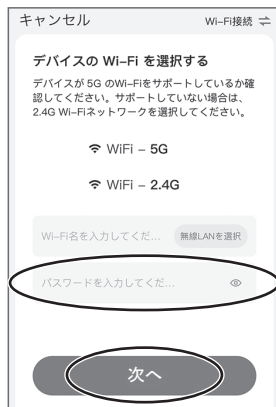 キャンセル
Wi-Fi接続
デバイスの Wi-Fi を選択する
デバイスが 5G のWi-Fiをサポートしているか確
認してください。サポートしていない場合は、
2.4G Wi-Fiネットワークを選択してください。
WiFi – 5G
WiFi – 2.4G
Wi-Fi名を入力してくだ... 無線LANを選択
パスワードを入力してくだ...
次へ